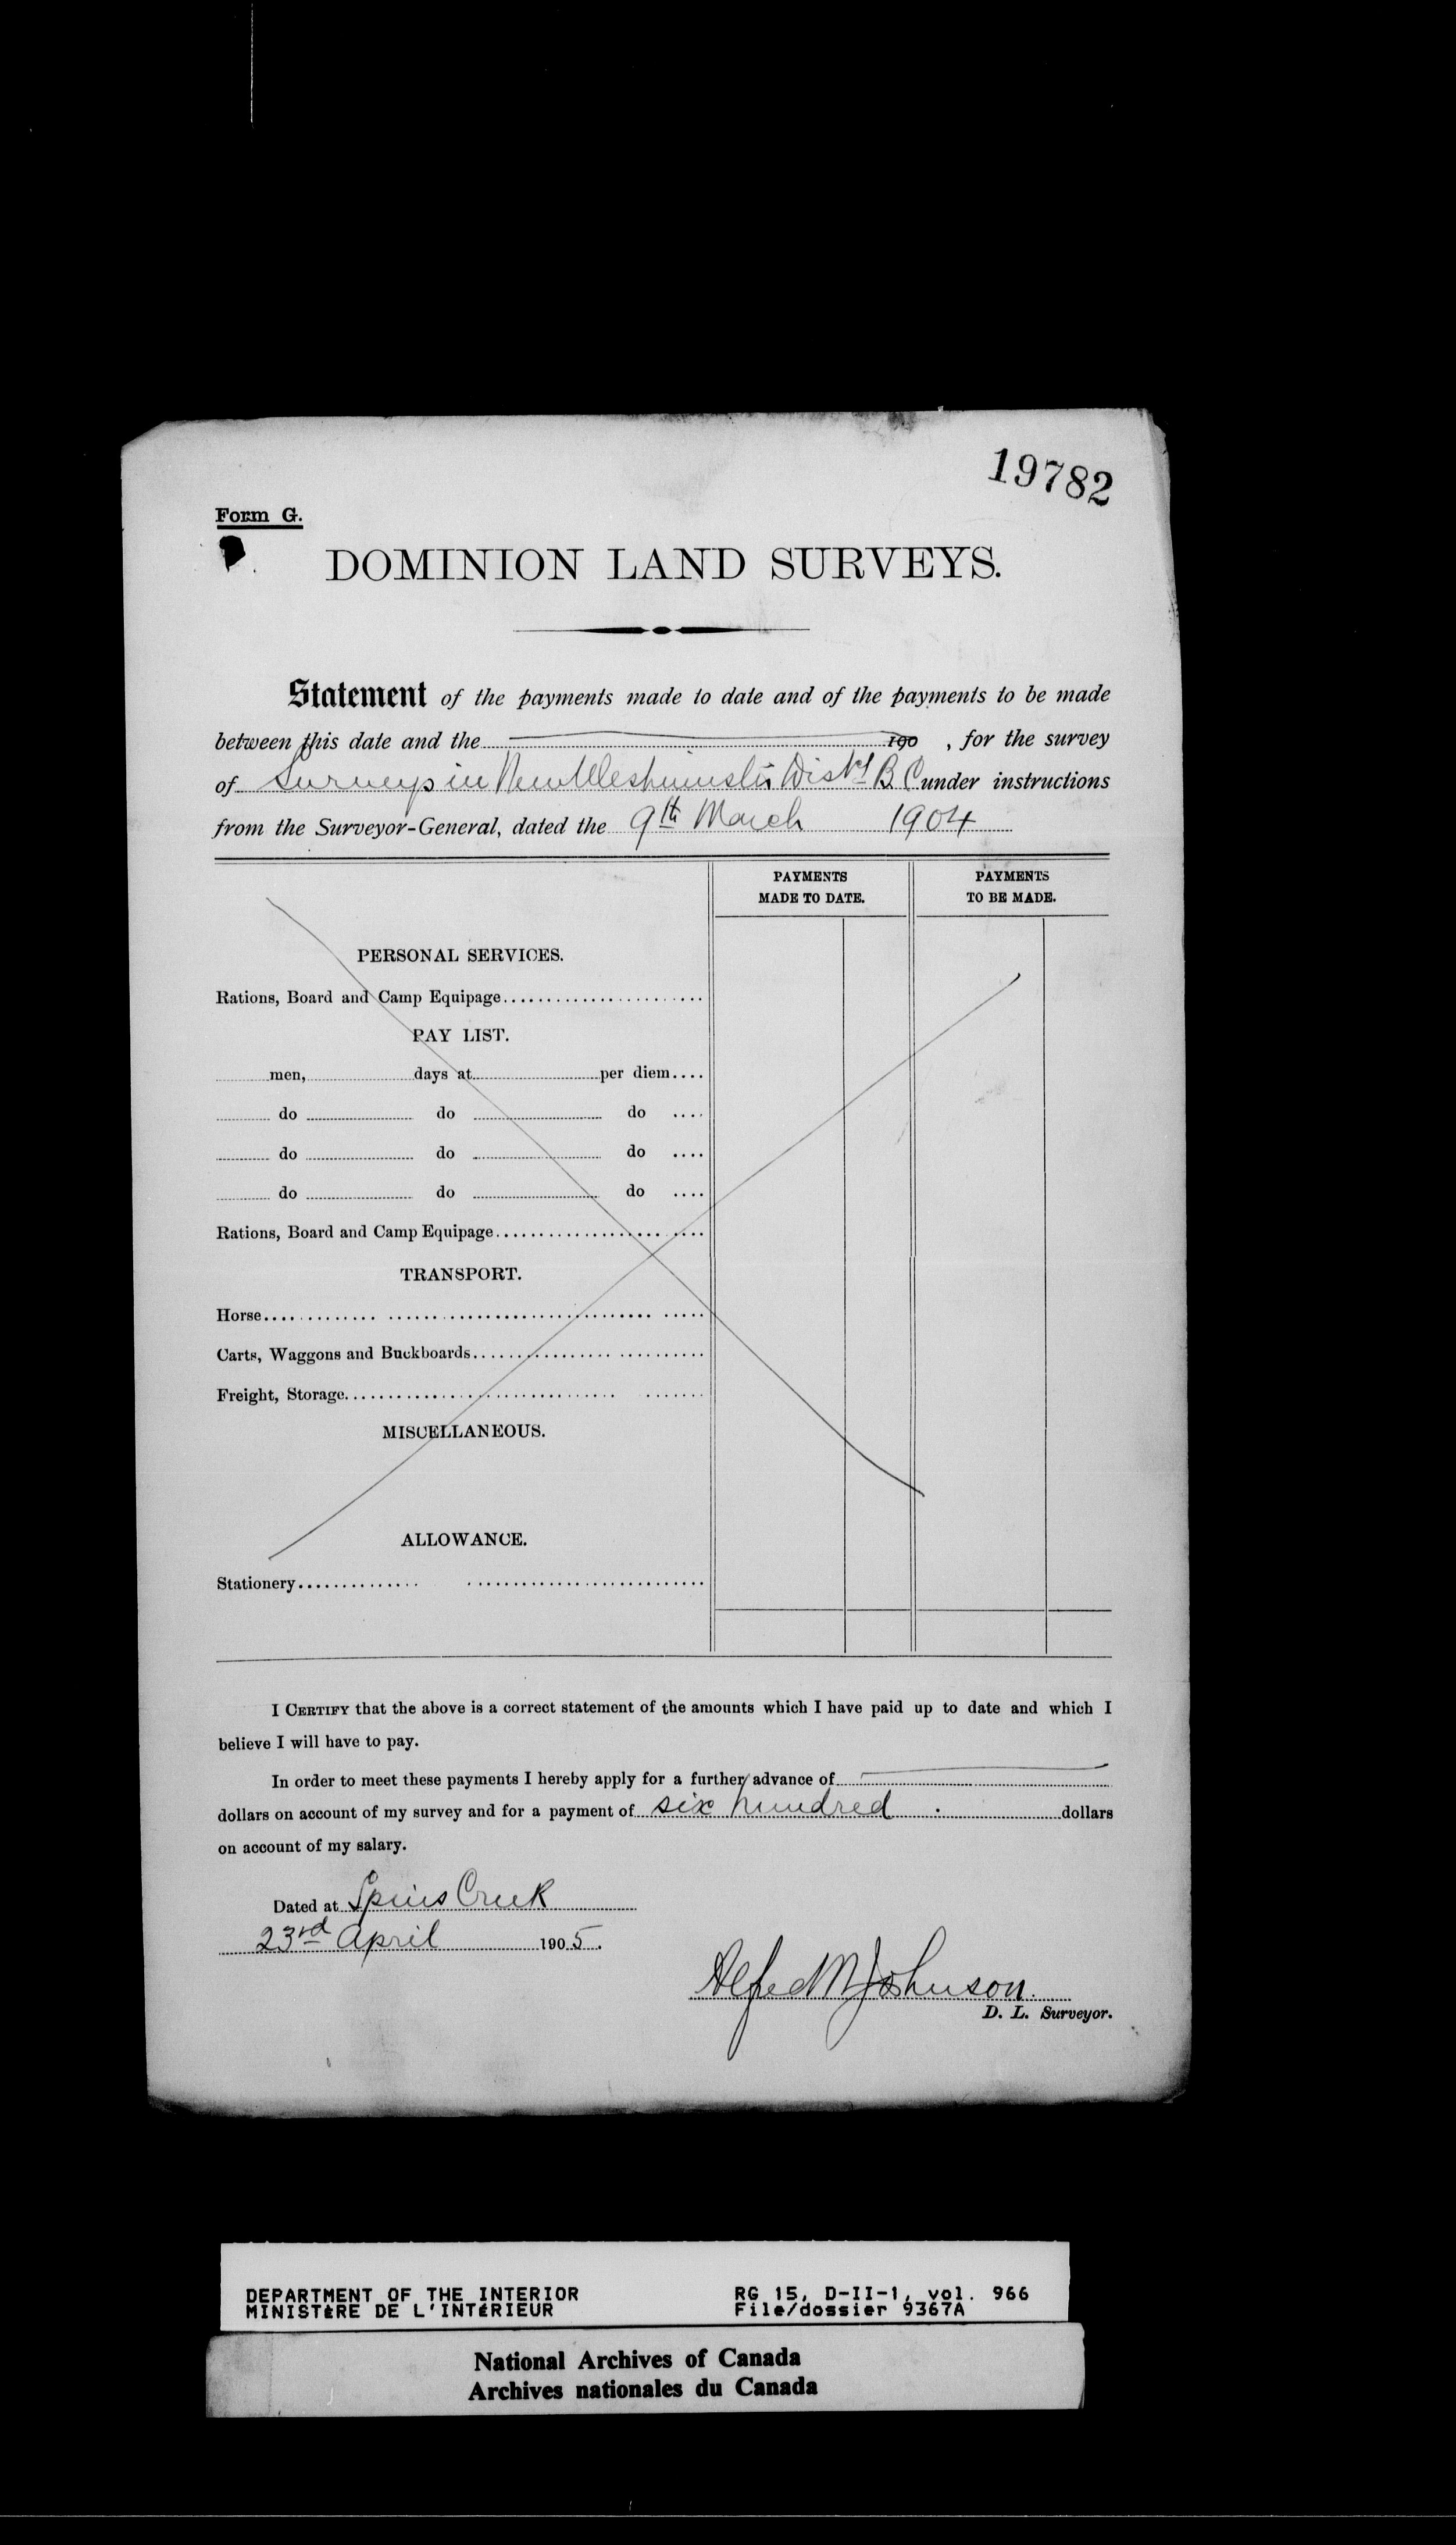 19782
Form G.
DOMINION LAND SURVEYS.
Statement of the payments made to date and of the payments to be made
between this date and the 190 , for the survey
of Surveys in New Westminster Dist B C under instructions
from the Surveyor-General, dated the 9th March 1904
PAYMENTS MADE TO DATE. PAYMENTS TO BE MADE.
PERSONAL SERVICES.
Rations, Board and Camp Equipage
PAY LIST.
men, days at per diem
do do do
do do do
do do do
Rations, Board and Camp Equipage
TRANSPORT.
Horse
Carts, Waggons and Buckboards
Freight, Storage
MISCELLANEOUS.
ALLOWANCE.
Stationery
I CERTIFY that the above is a correct statement of the amounts which I have paid up to date and which I
believe I will have to pay.
In order to meet these payments I hereby apply for a further advance of
dollars on account of my survey and for a payment of six hundred dollars
on account of my salary.
Dated at Spius Creek
23rd April 1905.
Alfred W Johnson
D. L. Surveyor.
DEPARTMENT OF THE INTERIOR RG 15, D-II-1, vol. 966
MINISTÈRE DE L'INTÉRIEUR File/dossier 9367A
National Archives of Canada
Archives nationales du Canada